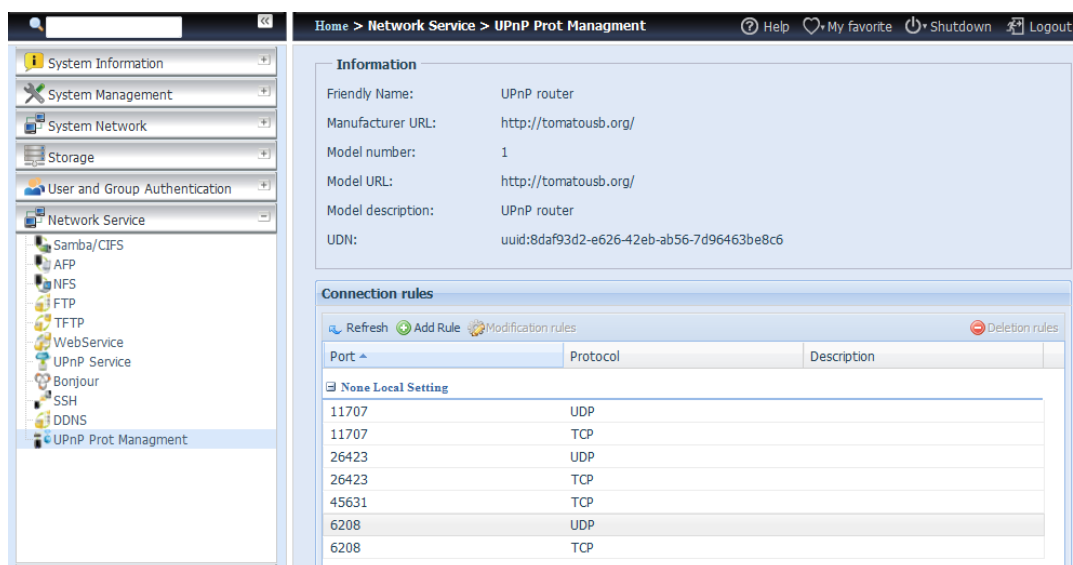 Home > Network Service > UPnP Prot Managment
Help
My favorite
Shutdown
Logout
System Information
System Management
System Network
Storage
User and Group Authentication
Network Service
Samba/CIFS
AFP
NFS
FTP
TFTP
WebService
UPnP Service
Bonjour
SSH
DDNS
UPnP Prot Managment
Information
Friendly Name: UPnP router
Manufacturer URL: http://tomatousb.org/
Model number: 1
Model URL: http://tomatousb.org/
Model description: UPnP router
UDN: uuid:8daf93d2-e626-42eb-ab56-7d96463be8c6
Connection rules
Refresh Add Rule Modification rules Deletion rules
Port Protocol Description
None Local Setting
11707 UDP
11707 TCP
26423 UDP
26423 TCP
45631 TCP
6208 UDP
6208 TCP